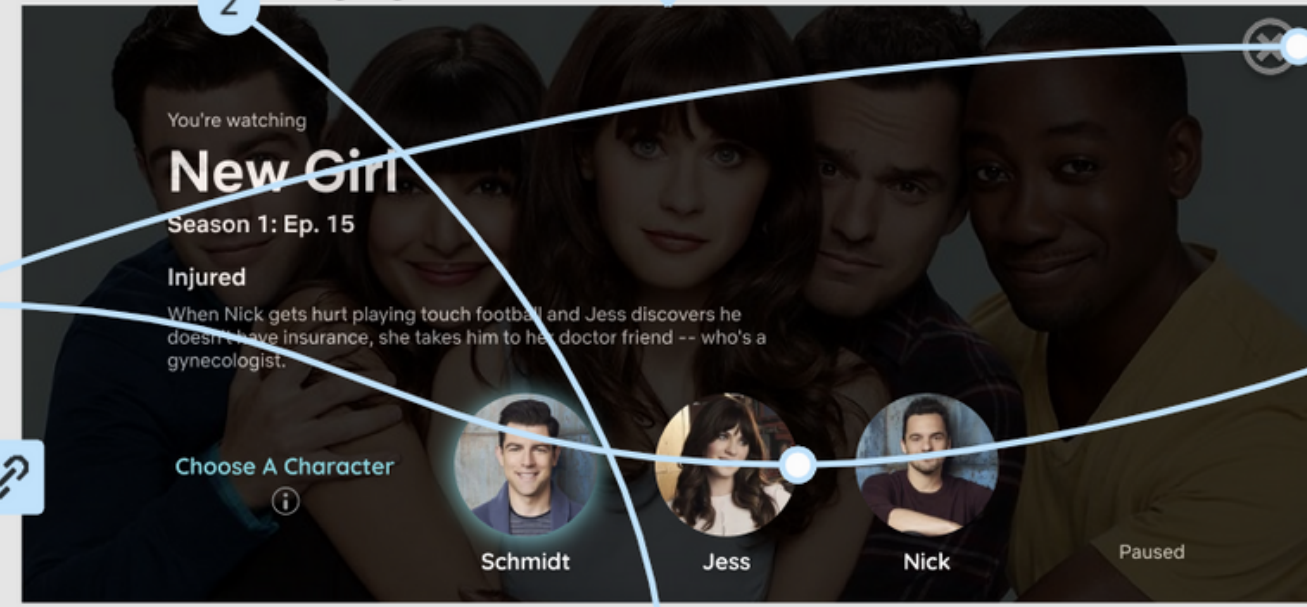 2
You're watching
New Girl
Season 1: Ep. 15
Injured
When Nick gets hurt playing touch football and Jess discovers he
doesn't have insurance, she takes him to her doctor friend -- who's a
gynecologist.
Choose A Character
i
Schmidt
Jess
Nick
Paused